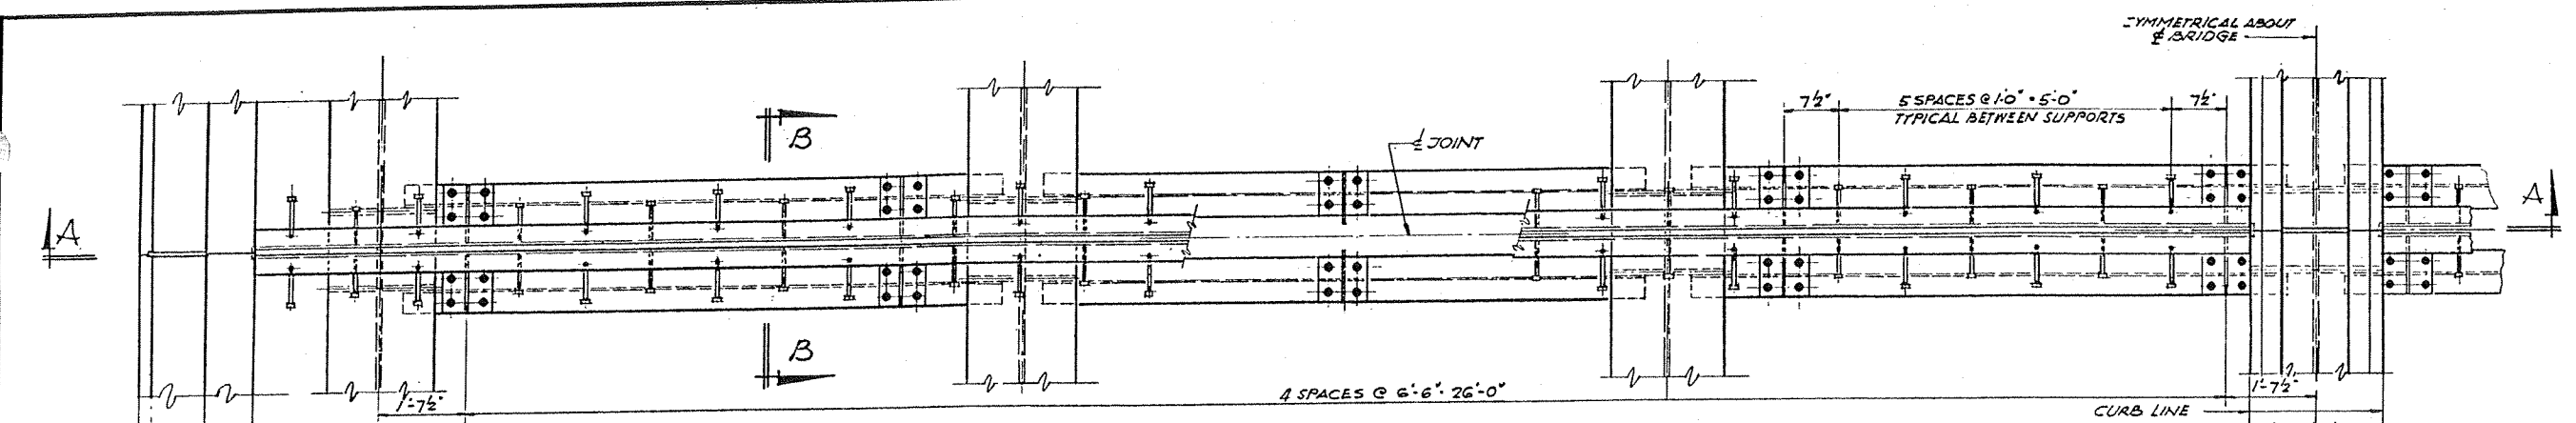 SYMMETRICAL ABOUT
℄ BRIDGE
7½"
5 SPACES @ 1'-0" = 5'-0"
7½"
TYPICAL BETWEEN SUPPORTS
B
℄ JOINT
A
A
B
4 SPACES @ 6'-6" = 26'-0"
1'-7½"
1'-7½"
CURB LINE